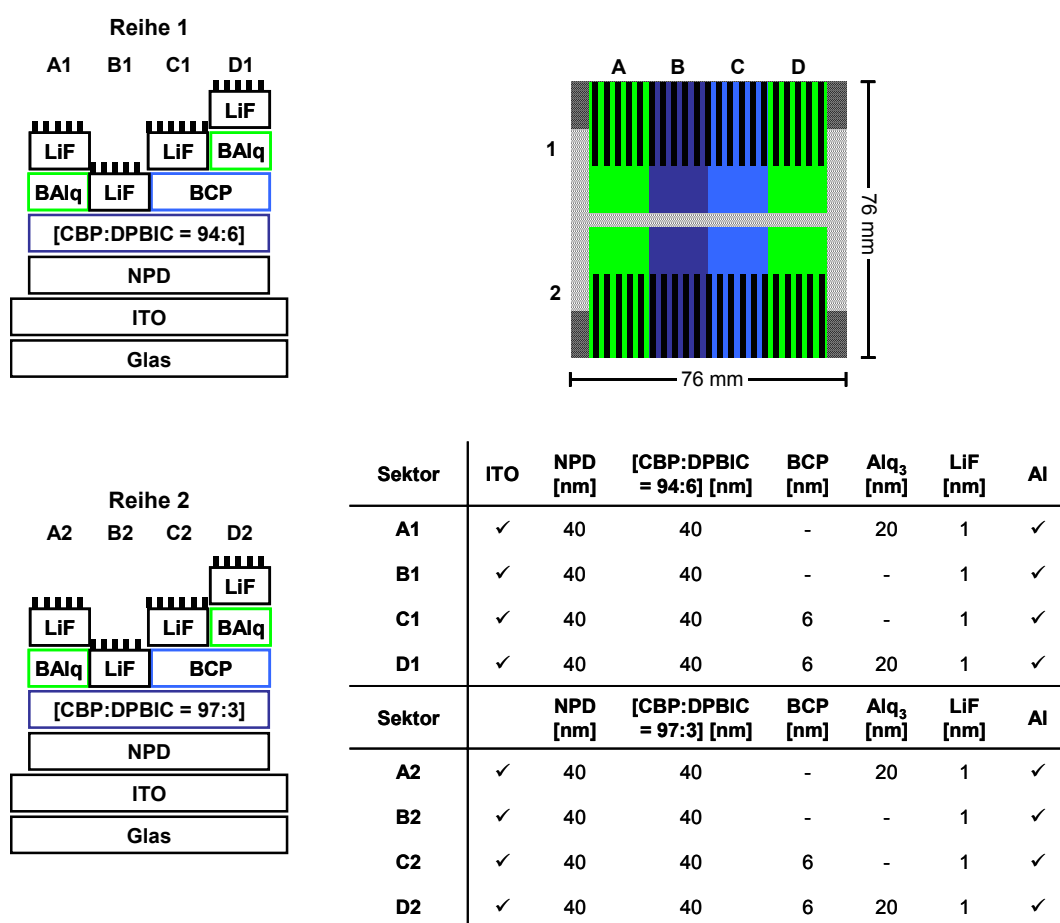 Reihe 1
A1 B1 C1 D1
LiF
LiF LiF BAlq
BAlq LiF BCP
[CBP:DPBIC = 94:6]
NPD
ITO
Glas
A B C D
1
2
76 mm
76 mm
Reihe 2
A2 B2 C2 D2
LiF
LiF LiF BAlq
BAlq LiF BCP
[CBP:DPBIC = 97:3]
NPD
ITO
Glas
Sektor ITO NPD [nm] [CBP:DPBIC = 94:6] [nm] BCP [nm] Alq3 [nm] LiF [nm] Al
A1 ✓ 40 40 - 20 1 ✓
B1 ✓ 40 40 - - 1 ✓
C1 ✓ 40 40 6 - 1 ✓
D1 ✓ 40 40 6 20 1 ✓
Sektor NPD [nm] [CBP:DPBIC = 97:3] [nm] BCP [nm] Alq3 [nm] LiF [nm] Al
A2 ✓ 40 40 - 20 1 ✓
B2 ✓ 40 40 - - 1 ✓
C2 ✓ 40 40 6 - 1 ✓
D2 ✓ 40 40 6 20 1 ✓